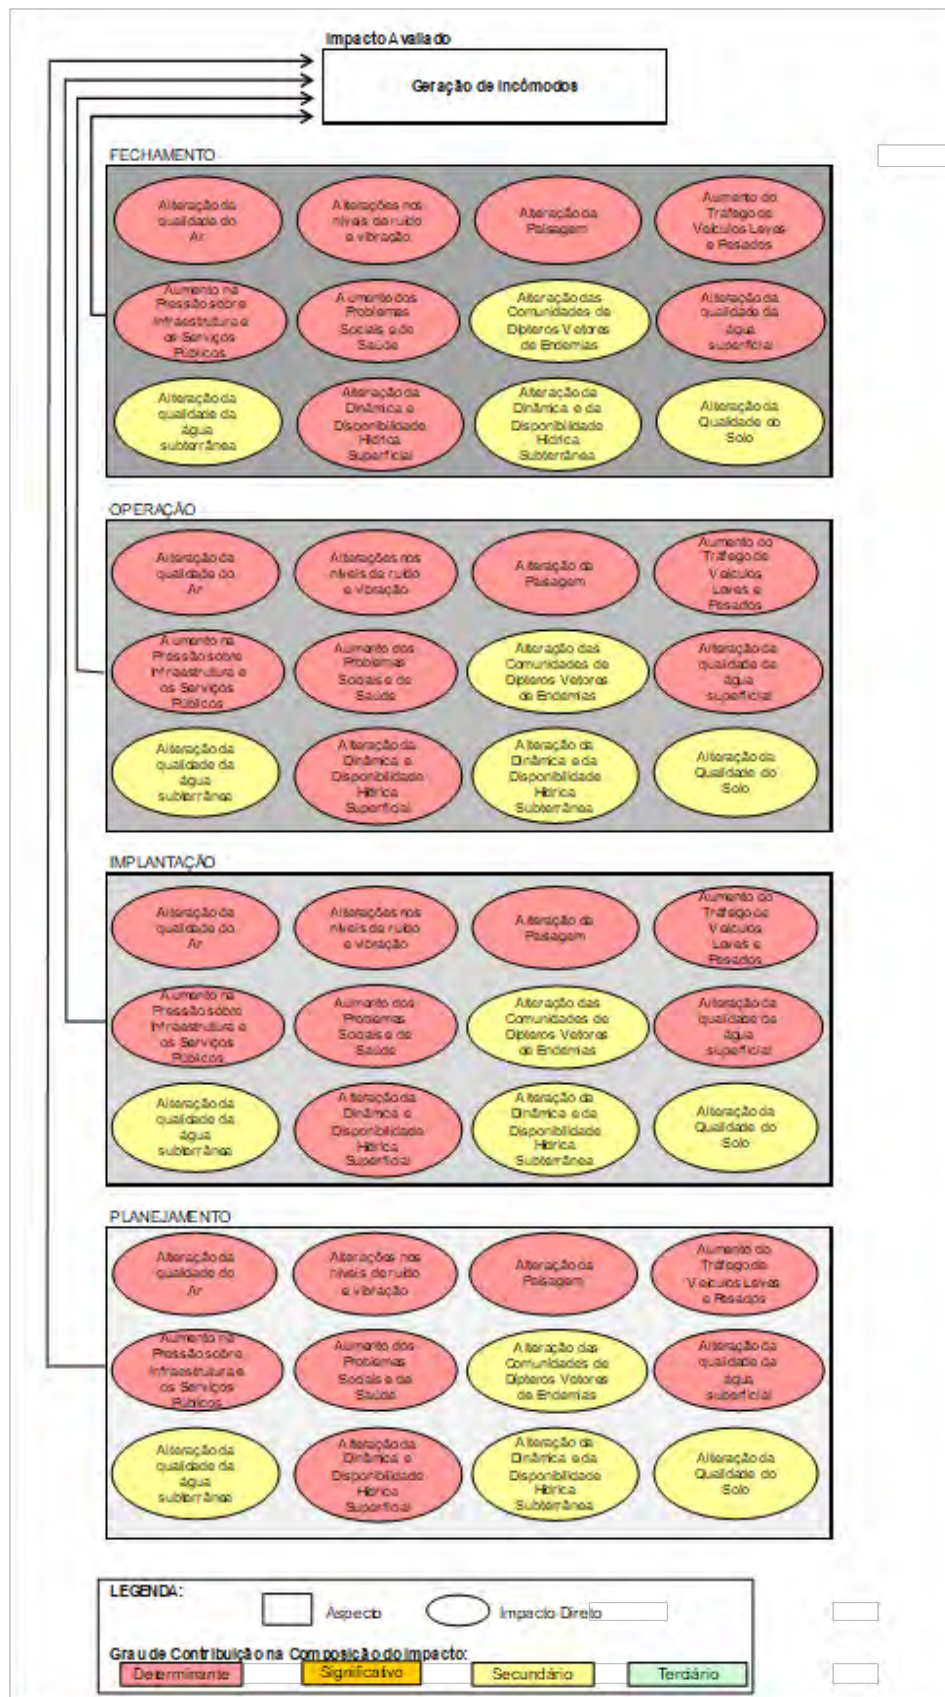 Impacto Avaliado
Geração de Incômodos
FECHAMENTO
Alteração da
qualidade do
Ar
Alterações nos
níveis de ruído
e vibração
Alteração da
Paisagem
Aumento do
Tráfego de
Veículos Leves
e Pesados
Aumento na
Pressão sobre
Infraestrutura e
os Serviços
Públicos
Aumento dos
Problemas
Sociais e de
Saúde
Alteração das
Comunidades de
Dípteros Vetores
de Endemias
Alteração da
qualidade da
água
superficial
Alteração da
qualidade da
água
subterrânea
Alteração da
Dinâmica e
Disponibilidade
Hídrica
Superficial
Alteração da
Dinâmica e da
Disponibilidade
Hídrica
Subterrânea
Alteração da
Qualidade do
Solo
OPERAÇÃO
Alteração da
qualidade do
Ar
Alterações nos
níveis de ruído
e vibração
Alteração da
Paisagem
Aumento do
Tráfego de
Veículos
Leves e
Pesados
Aumento na
Pressão sobre
Infraestrutura e
os Serviços
Públicos
Aumento dos
Problemas
Sociais e de
Saúde
Alteração das
Comunidades de
Dípteros Vetores
de Endemias
Alteração da
qualidade da
água
superficial
Alteração da
qualidade da
água
subterrânea
Alteração da
Dinâmica e
Disponibilidade
Hídrica
Superficial
Alteração da
Dinâmica e da
Disponibilidade
Hídrica
Subterrânea
Alteração da
Qualidade do
Solo
IMPLANTAÇÃO
Alteração da
qualidade do
Ar
Alterações nos
níveis de ruído
e vibração
Alteração da
Paisagem
Aumento do
Tráfego de
Veículos
Leves e
Pesados
Aumento na
Pressão sobre
Infraestrutura e
os Serviços
Públicos
Aumento dos
Problemas
Sociais e de
Saúde
Alteração das
Comunidades de
Dípteros Vetores
de Endemias
Alteração da
qualidade da
água
superficial
Alteração da
qualidade da
água
subterrânea
Alteração da
Dinâmica e
Disponibilidade
Hídrica
Superficial
Alteração da
Dinâmica e da
Disponibilidade
Hídrica
Subterrânea
Alteração da
Qualidade do
Solo
PLANEJAMENTO
Alteração da
qualidade do
Ar
Alterações nos
níveis de ruído
e vibração
Alteração da
Paisagem
Aumento do
Tráfego de
Veículos Leves
e Pesados
Aumento na
Pressão sobre
Infraestrutura e
os Serviços
Públicos
Aumento dos
Problemas
Sociais e de
Saúde
Alteração das
Comunidades de
Dípteros Vetores
de Endemias
Alteração da
qualidade da
água
superficial
Alteração da
qualidade da
água
subterrânea
Alteração da
Dinâmica e
Disponibilidade
Hídrica
Superficial
Alteração da
Dinâmica e da
Disponibilidade
Hídrica
Subterrânea
Alteração da
Qualidade do
Solo
LEGENDA:
Aspecto
Impacto Direto
Grau de Contribuição na Composição do Impacto:
Determinante
Significativo
Secundário
Terciário